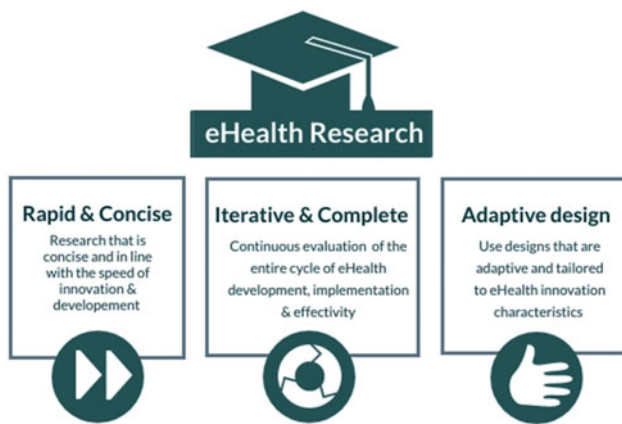 eHealth Research
Rapid & Concise
Research that is
concise and in line
with the speed of
innovation &
developement
Iterative & Complete
Continuous evaluation of the
entire cycle of eHealth
development, implementation
& effectivity
Adaptive design
Use designs that are
adaptive and tailored
to eHealth innovation
characteristics